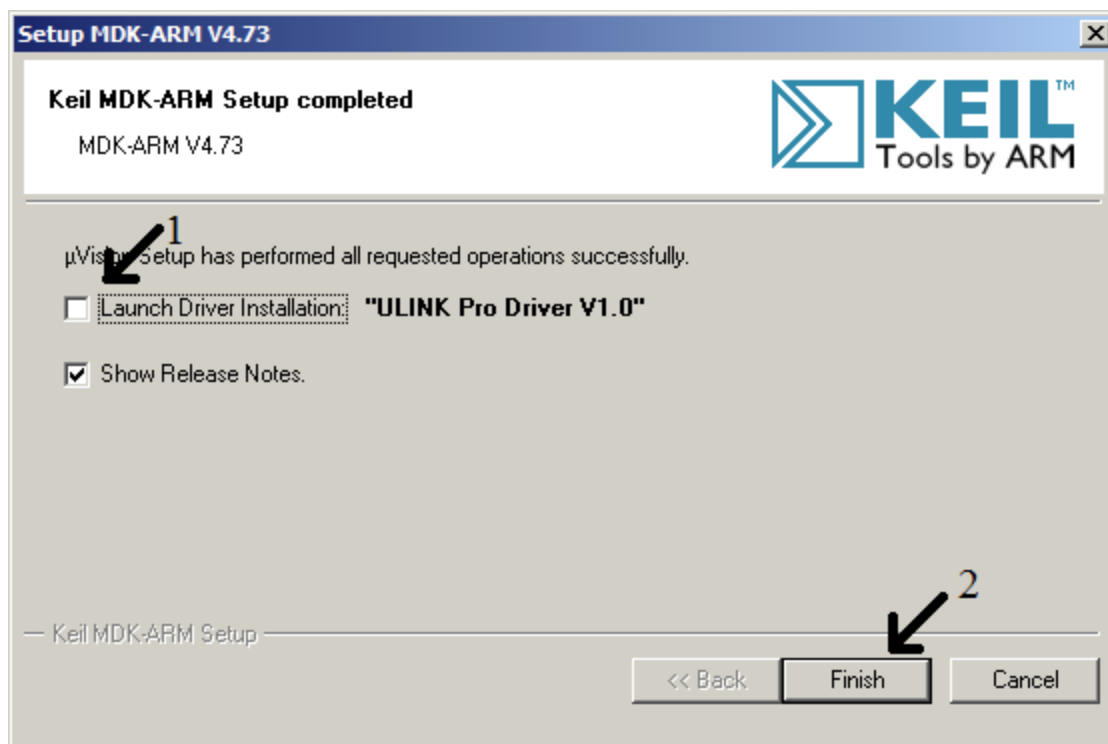 Setup MDK-ARM V4.73
Keil MDK-ARM Setup completed
MDK-ARM V4.73
KEIL™
Tools by ARM
1
µVision Setup has performed all requested operations successfully.
Launch Driver Installation: "ULINK Pro Driver V1.0"
Show Release Notes.
2
Keil MDK-ARM Setup
<< Back Finish Cancel